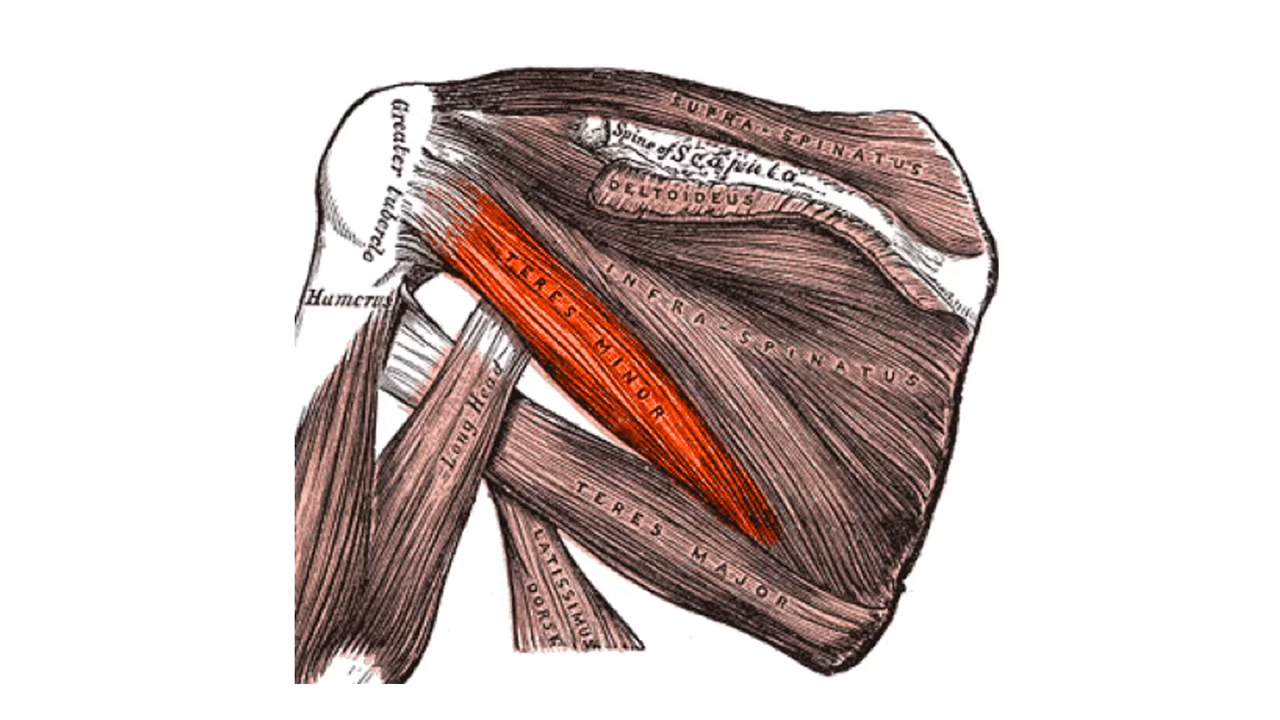 SUPRA-SPINATUS
Greater tubercle
Spine of Scapula
DELTOIDEUS
Humerus
TERES MINOR
INFRA-SPINATUS
Long Head
TERES MAJOR
LATISSIMUS
DORSI